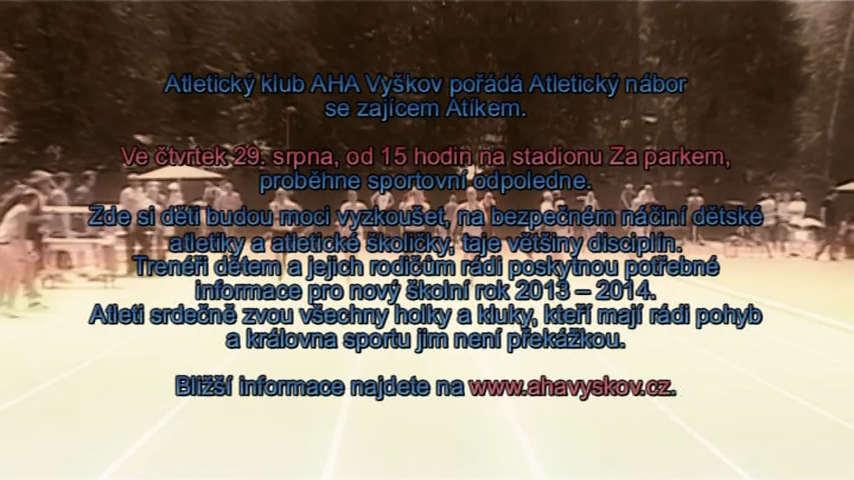 Atletický klub AHA Vyškov pořádá Atletický nábor
se zajícem Atíkem.
Ve čtvrtek 29. srpna, od 15 hodin na stadionu Za parkem,
proběhne sportovní odpoledne.
Zde si děti budou moci vyzkoušet, na bezpečném náčiní dětské
atletiky a atletické školičky, taje většiny disciplín.
Trenéři dětem a jejich rodičům rádi poskytnou potřebné
informace pro nový školní rok 2013 – 2014.
Atleti srdečně zvou všechny holky a kluky, kteří mají rádi pohyb
a královna sportu jim není překážkou.
Bližší informace najdete na www.ahavyskov.cz.